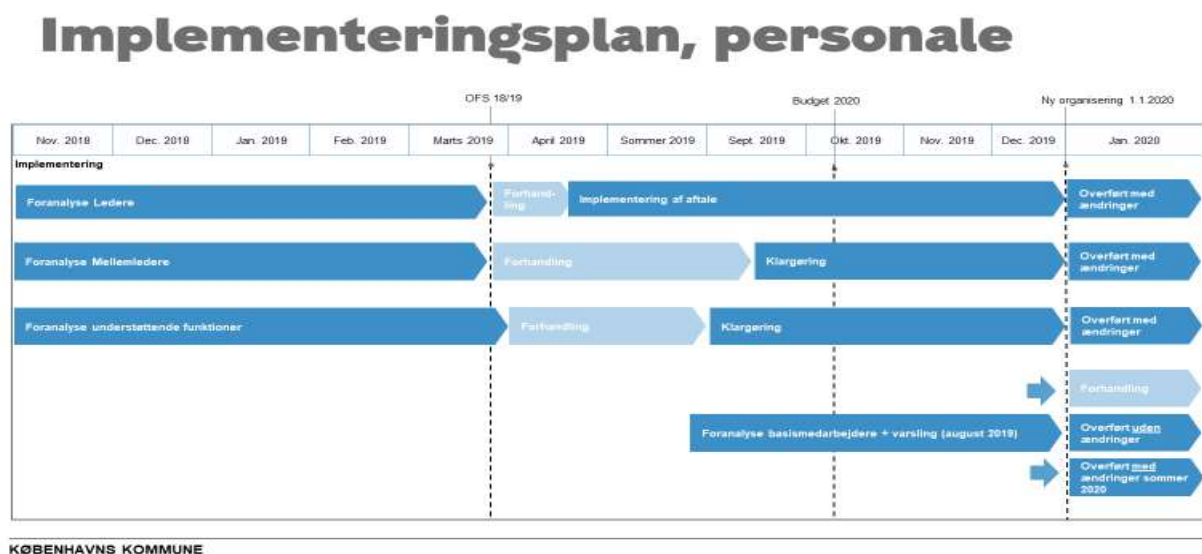 Implementeringsplan, personale
OFS 18/19
Budget 2020
Ny organisering 1.1.2020
Nov. 2018
Dec. 2018
Jan. 2019
Feb. 2019
Marts 2019
April 2019
Sommer 2019
Sept. 2019
Okt. 2019
Nov. 2019
Dec. 2019
Jan. 2020
Implementering
Foranalyse Ledere
Forhand-
ling
Implementering af aftale
Overført med
ændringer
Foranalyse Mellemledere
Forhandling
Klargøring
Overført med
ændringer
Foranalyse understøttende funktioner
Forhandling
Klargøring
Overført med
ændringer
Forhandling
Foranalyse basismedarbejdere + varsling (august 2019)
Overført uden
ændringer
Overført med
ændringer sommer
2020
KØBENHAVNS KOMMUNE